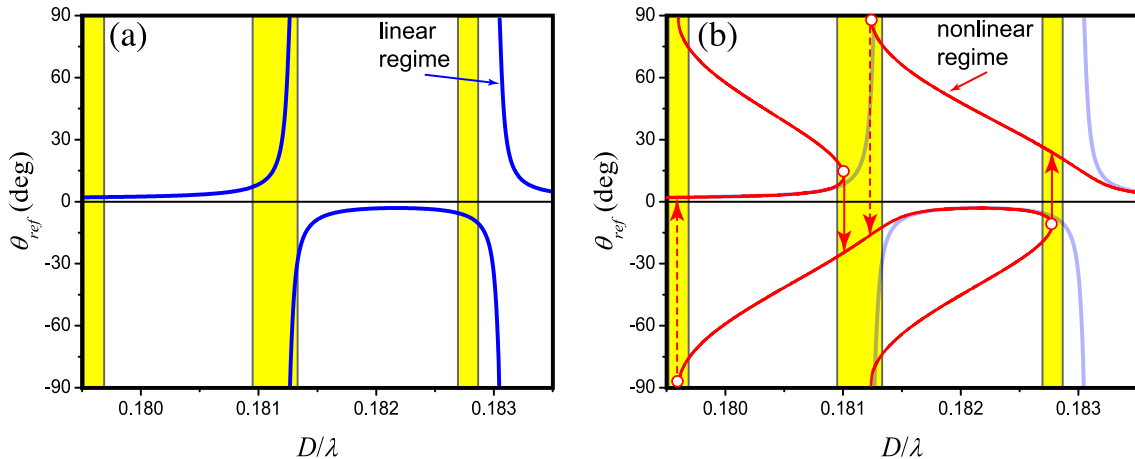 (a)
linear
regime
90
60
30
0
-30
-60
-90
θref (deg)
0.180
0.181
0.182
0.183
D/λ
(b)
nonlinear
regime
90
60
30
0
-30
-60
-90
θref (deg)
0.180
0.181
0.182
0.183
D/λ